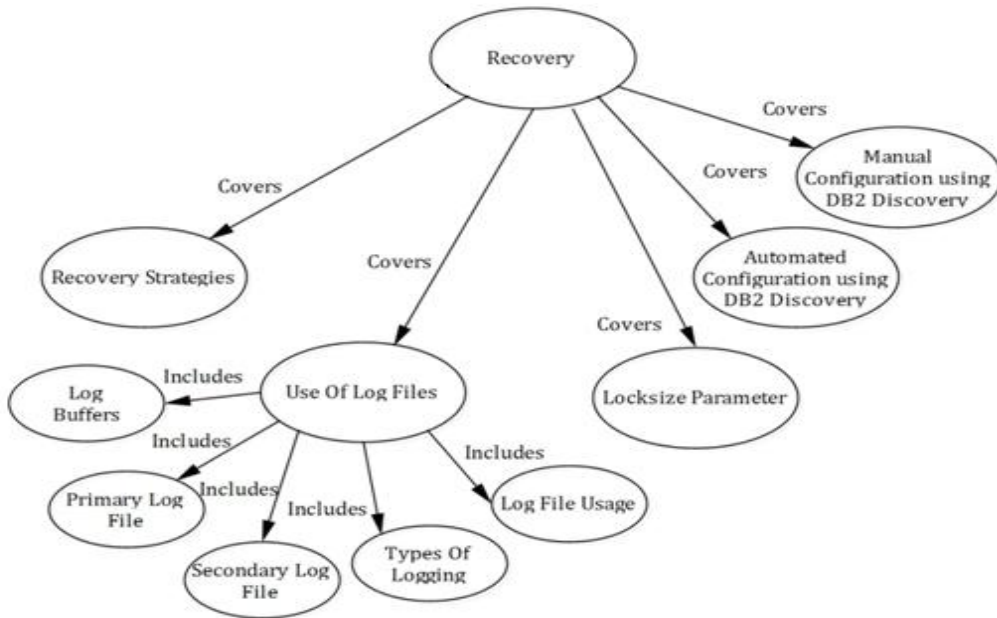 Recovery
Covers
Manual
Configuration using
DB2 Discovery
Covers
Covers
Recovery Strategies
Covers
Automated
Configuration using
DB2 Discovery
Covers
Includes
Log
Buffers
Use Of Log Files
Locksize Parameter
Includes
Includes
Primary Log
File
Includes
Includes
Log File Usage
Secondary Log
File
Types Of
Logging